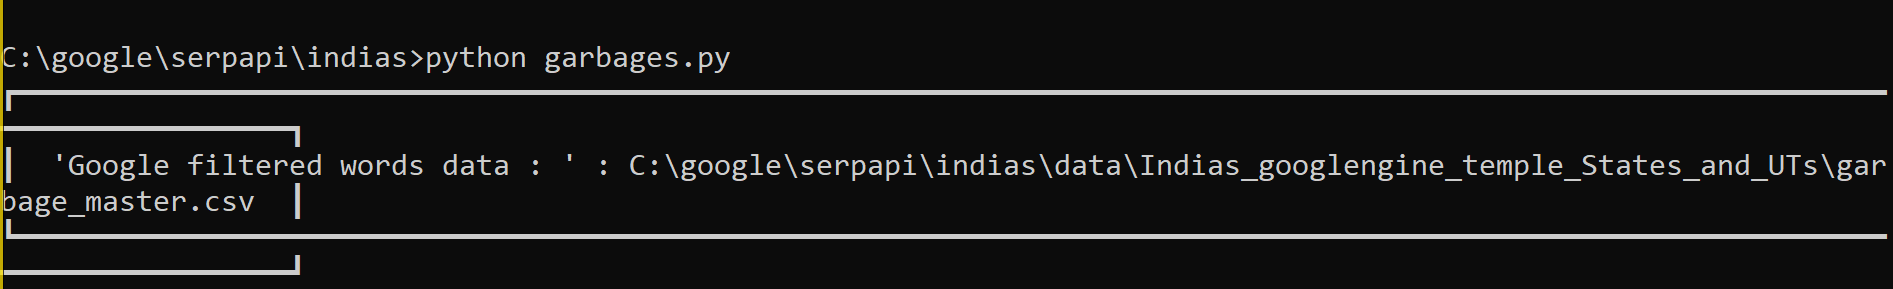 C:\google\serpapi\indias>python garbages.py
'Google filtered words data : ' : C:\google\serpapi\indias\data\Indias_googlengine_temple_States_and_UTs\gar
bage_master.csv